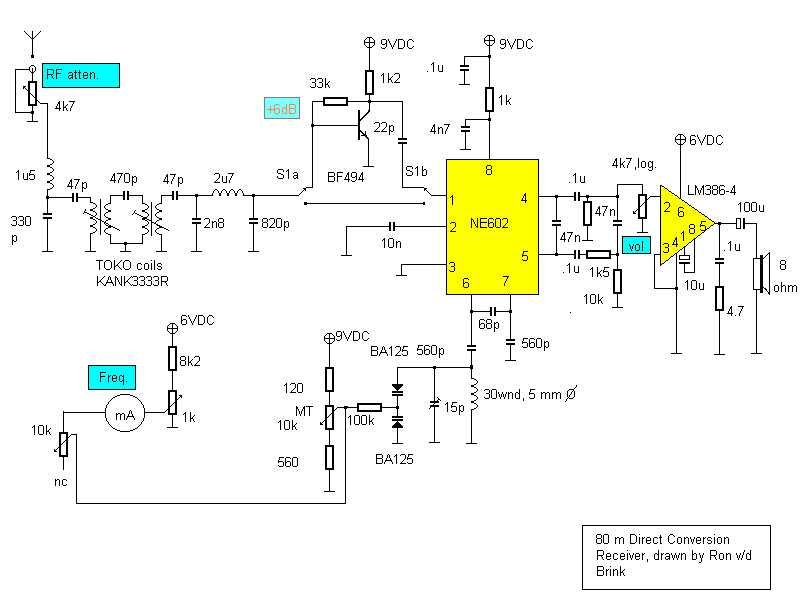 9VDC
9VDC
RF atten.
4k7
33k
1k2
.1u
1k
+6dB
22p
4n7
6VDC
1u5
47p
470p
47p
2u7
S1a
BF494
S1b
8
4k7,log.
LM386-4
330
p
2n8
820p
1
4
.1u
47n
2
6
100u
NE602
2
10n
47n
vol
1
8
5
4
3
.1u
8
ohm
TOKO coils
KANK3333R
3
5
6
7
.1u
1k5
10k
10u
4.7
.
68p
560p
6VDC
9VDC
BA125
560p
8k2
Freq.
mA
1k
120
MT
10k
100k
15p
30wnd, 5 mm Ø
10k
560
BA125
nc
80 m Direct Conversion
Receiver, drawn by Ron v/d
Brink